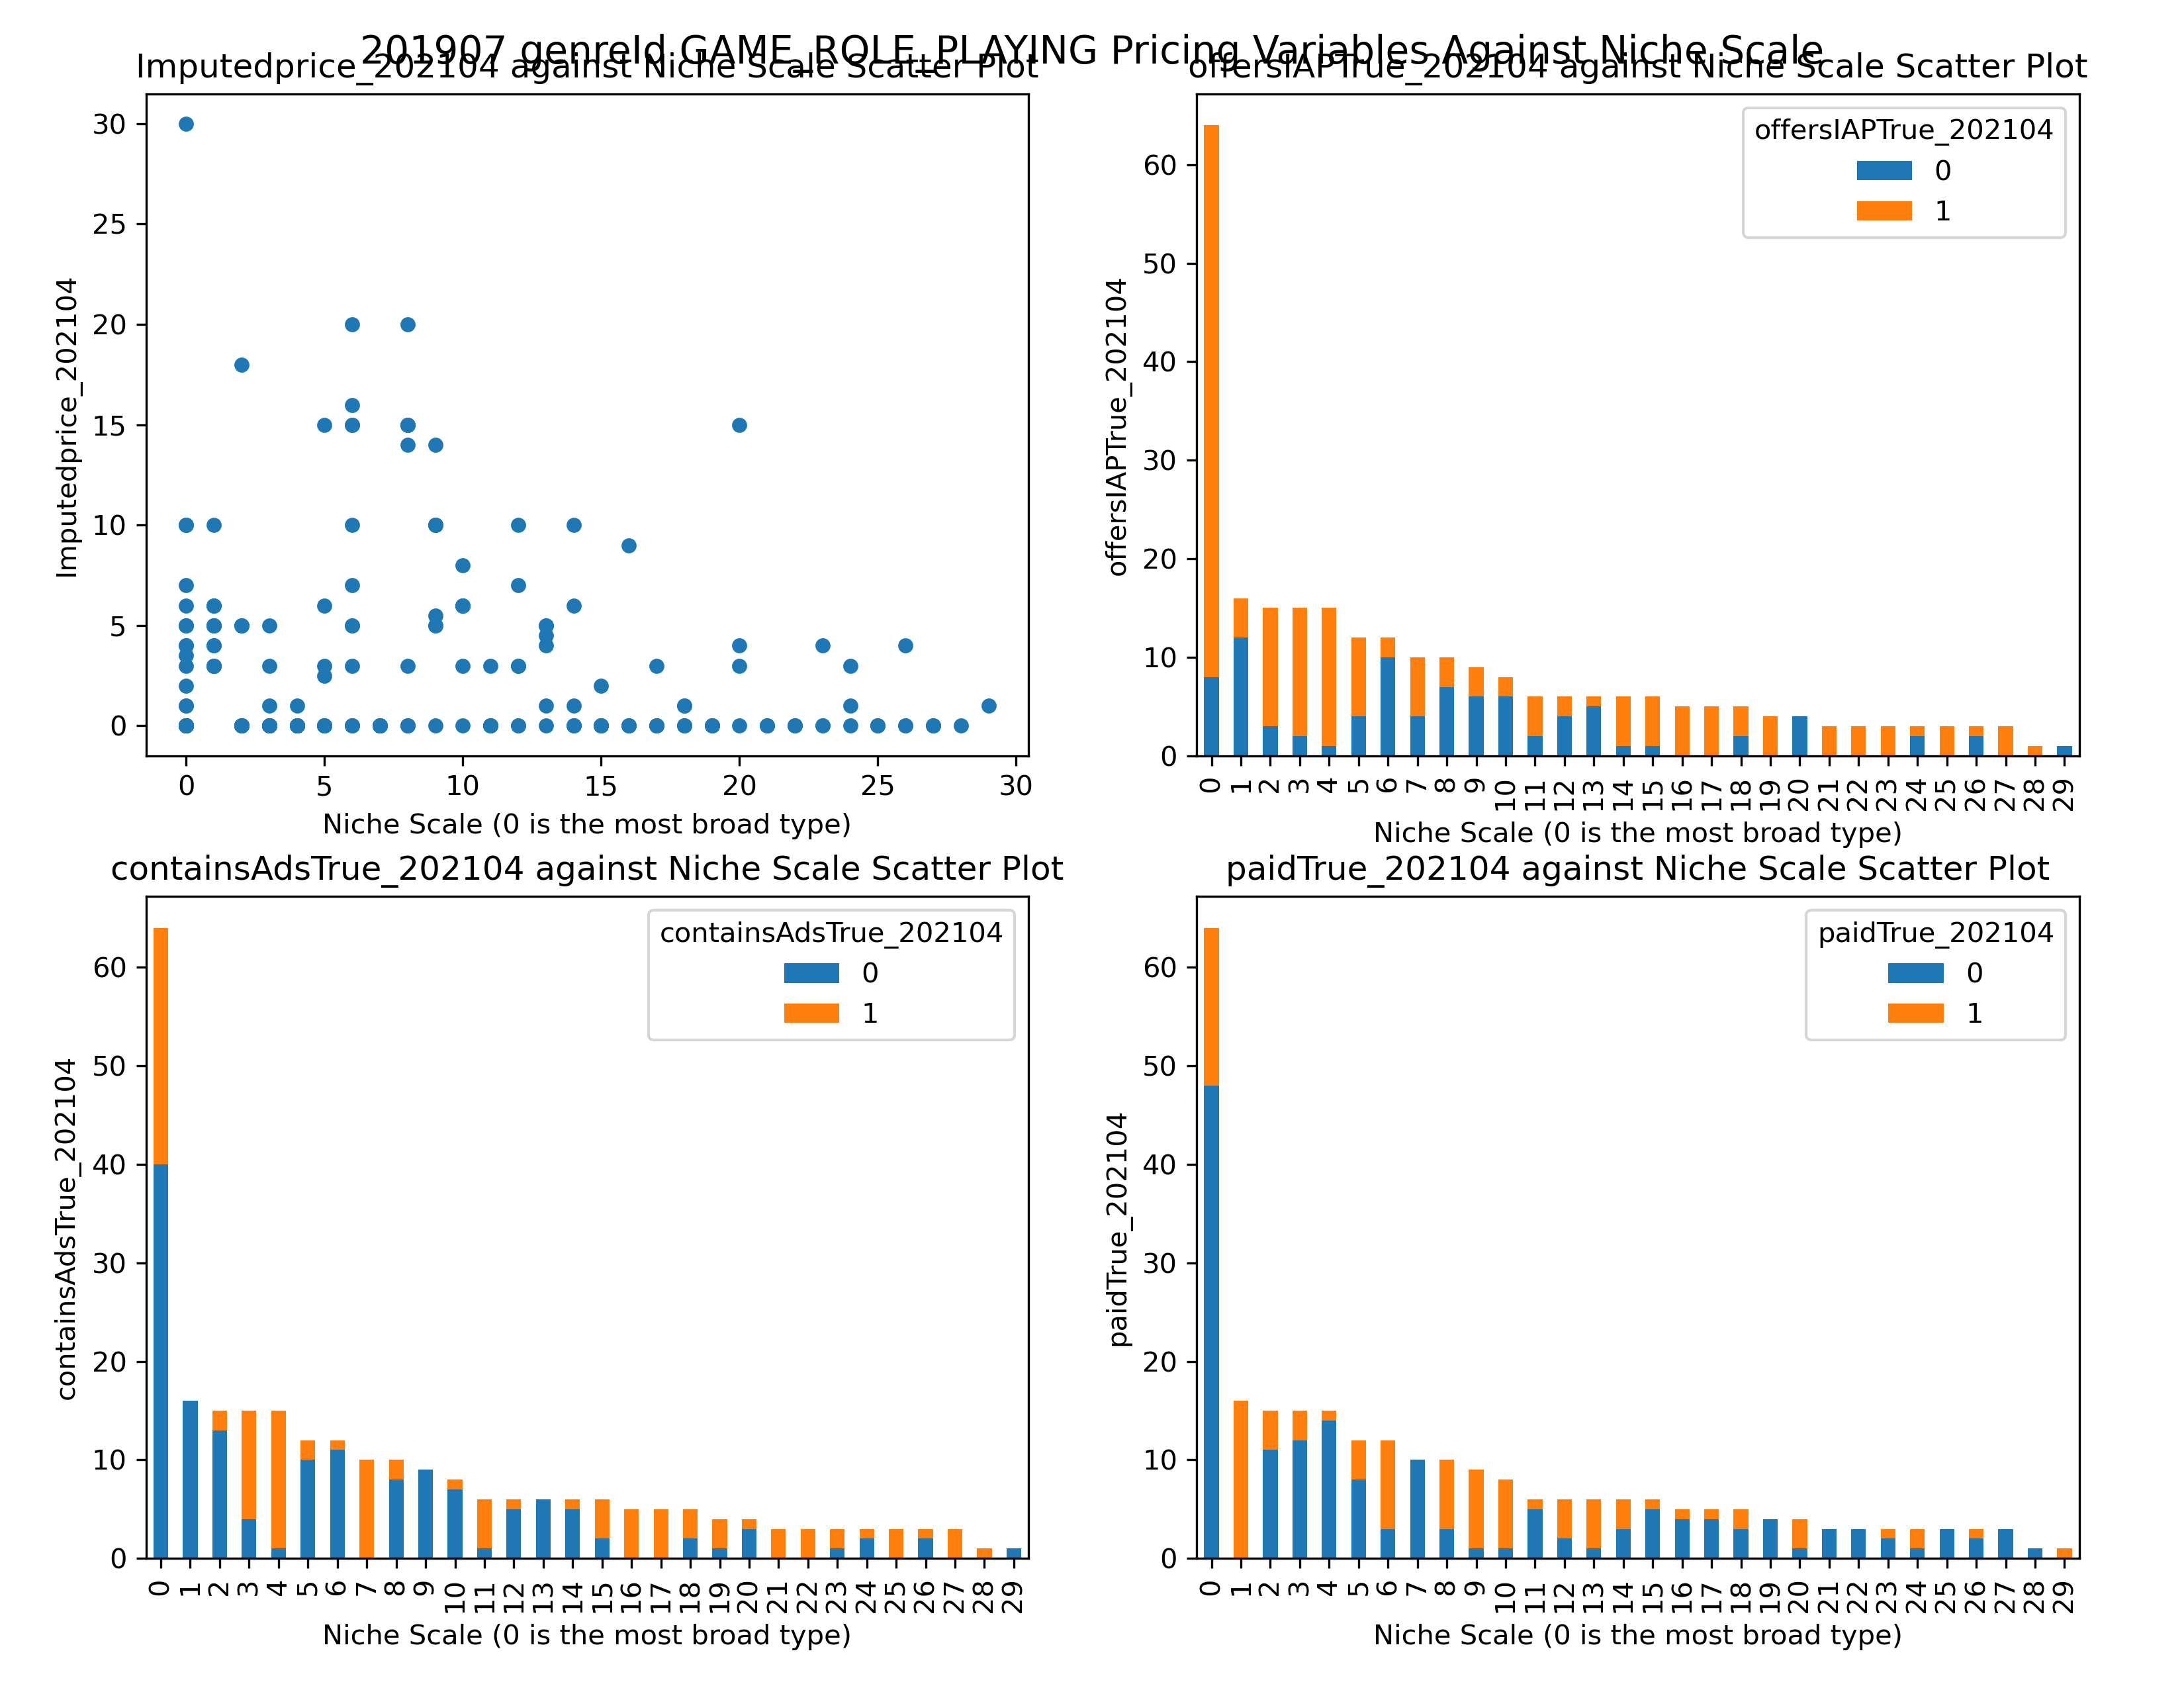 201907 genreId GAME_ROLE_PLAYING Pricing Variables Against Niche Scale
Imputedprice_202104 against Niche Scale Scatter Plot
30
25
20
15
10
5
0
Imputedprice_202104
0 5 10 15 20 25 30
Niche Scale (0 is the most broad type)
offersIAPTrue_202104 against Niche Scale Scatter Plot
offersIAPTrue_202104
0
1
60
50
40
30
20
10
0
offersIAPTrue_202104
0 1 2 3 4 5 6 7 8 9 10 11 12 13 14 15 16 17 18 19 20 21 22 23 24 25 26 27 28 29
Niche Scale (0 is the most broad type)
containsAdsTrue_202104 against Niche Scale Scatter Plot
containsAdsTrue_202104
0
1
60
50
40
30
20
10
0
containsAdsTrue_202104
0 1 2 3 4 5 6 7 8 9 10 11 12 13 14 15 16 17 18 19 20 21 22 23 24 25 26 27 28 29
Niche Scale (0 is the most broad type)
paidTrue_202104 against Niche Scale Scatter Plot
paidTrue_202104
0
1
60
50
40
30
20
10
0
paidTrue_202104
0 1 2 3 4 5 6 7 8 9 10 11 12 13 14 15 16 17 18 19 20 21 22 23 24 25 26 27 28 29
Niche Scale (0 is the most broad type)